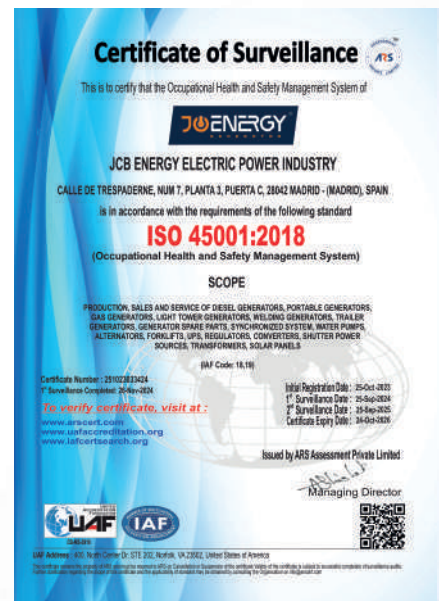 Certificate of Surveillance
ARS
This is to certify that the Occupational Health and Safety Management System of
ENERGY
JCB ENERGY ELECTRIC POWER INDUSTRY
CALLE DE TRESPADERNE, NUM 7, PLANTA 3, PUERTA C, 28042 MADRID - (MADRID), SPAIN
is in accordance with the requirements of the following standard
ISO 45001:2018
(Occupational Health and Safety Management System)
SCOPE
PRODUCTION, SALES AND SERVICE OF DIESEL GENERATORS, PORTABLE GENERATORS,
GAS GENERATORS, LIGHT TOWER GENERATORS, WELDING GENERATORS, TRAILER
GENERATORS, GENERATOR SPARE PARTS, SYNCHRONIZED SYSTEM, WATER PUMPS,
ALTERNATORS, FORKLIFTS, UPS, REGULATORS, CONVERTERS, SHUTTER POWER
SOURCES, TRANSFORMERS, SOLAR PANELS
(IAF Code: 18,19)
Certificate Number : 251023033424
1st Surveillance Completed: 20-Nov-2024
To verify certificate, visit at :
www.arscert.com
www.uafaccreditation.org
www.iafcertsearch.org
Initial Registration Date : 25-Oct-2023
1st Surveillance Date : 25-Sep-2024
2nd Surveillance Date : 25-Sep-2025
Certificate Expiry Date : 24-Oct-2026
Issued by ARS Assessment Private Limited
Managing Director
UAF
IAF
UAF Address : 400, North Center Dr. STE 202, Norfolk, VA 23502, United States of America